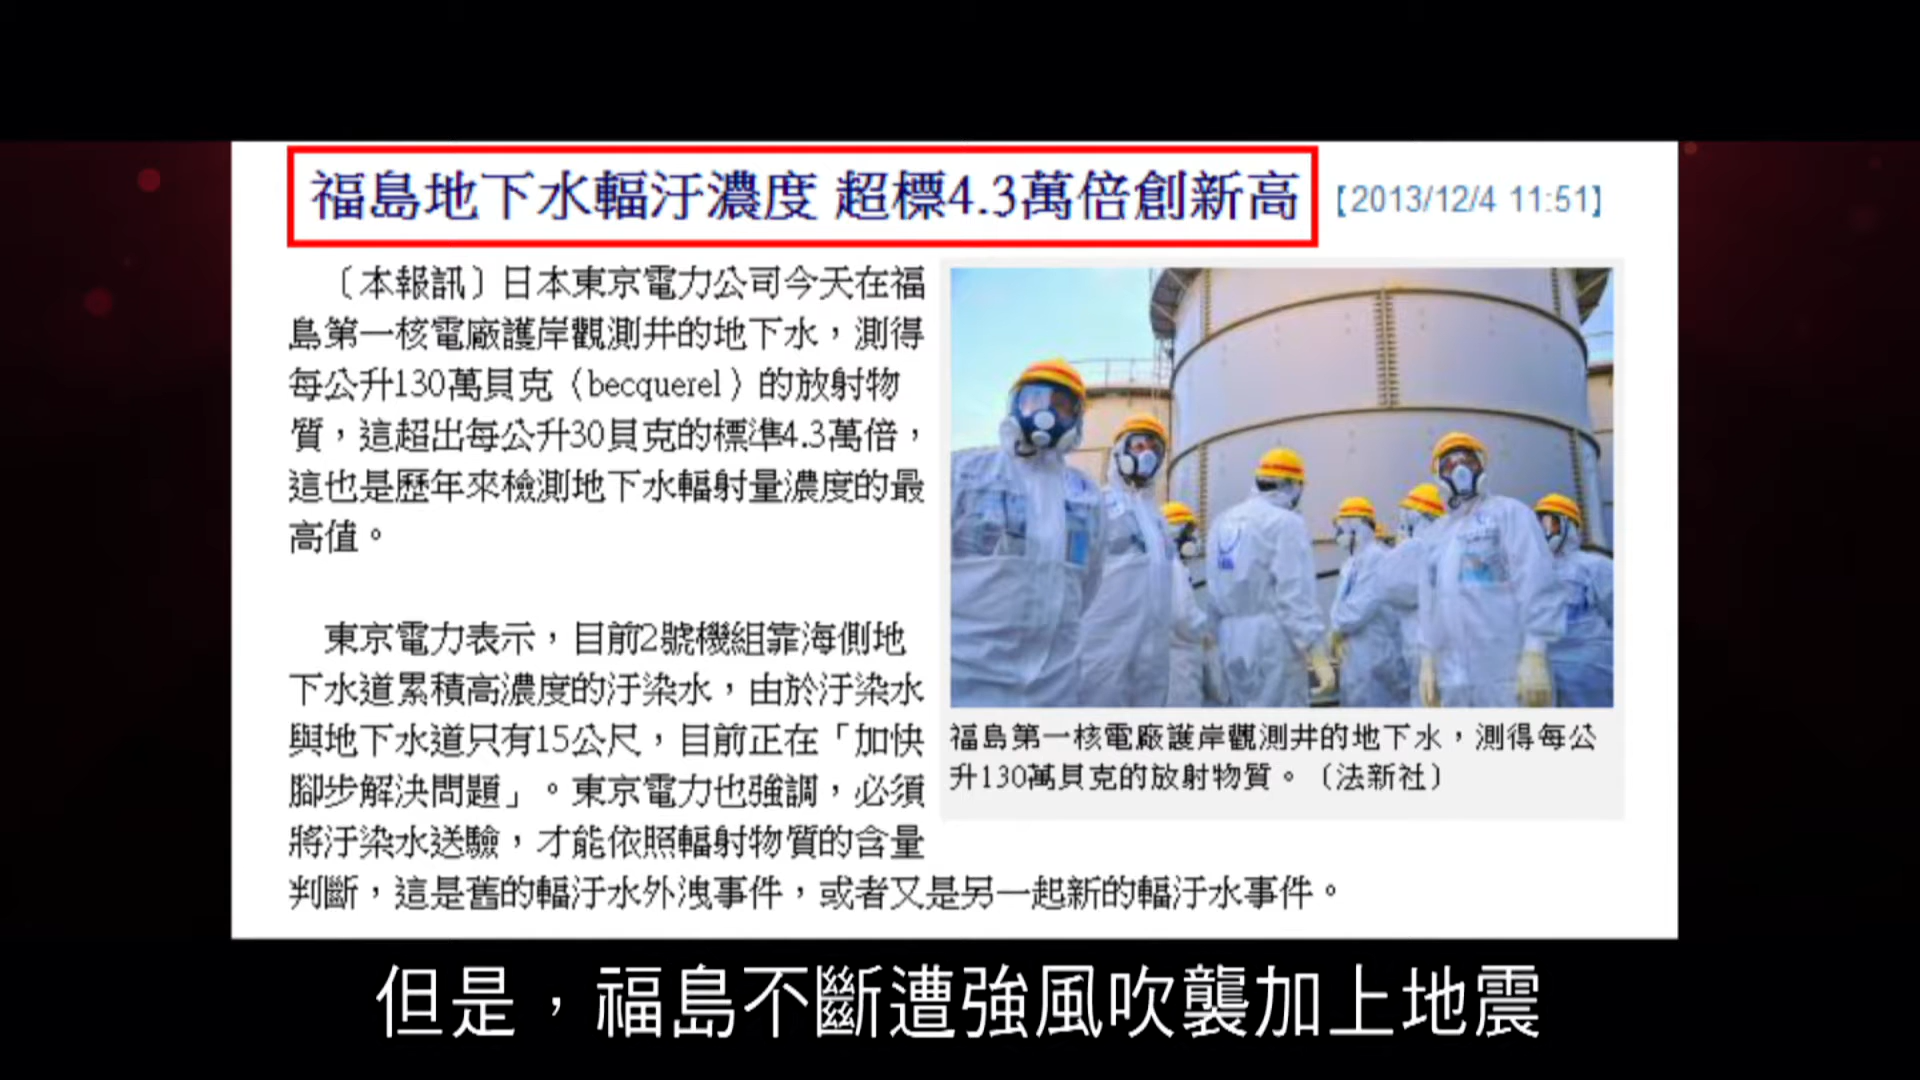 福島地下水輻汙濃度 超標4.3萬倍創新高 【2013/12/4 11:51】
〔本報訊〕日本東京電力公司今天在福
島第一核電廠護岸觀測井的地下水，測得
每公升130萬貝克（becquerel）的放射物
質，這超出每公升30貝克的標準4.3萬倍，
這也是歷年來檢測地下水輻射量濃度的最
高值。
東京電力表示，目前2號機組靠海側地
下水道累積高濃度的汙染水，由於汙染水
與地下水道只有15公尺，目前正在「加快
腳步解決問題」。東京電力也強調，必須
將汙染水送驗，才能依照輻射物質的含量
判斷，這是舊的輻汙水外洩事件，或者又是另一起新的輻汙水事件。
福島第一核電廠護岸觀測井的地下水，測得每公
升130萬貝克的放射物質。〔法新社〕
但是，福島不斷遭強風吹襲加上地震